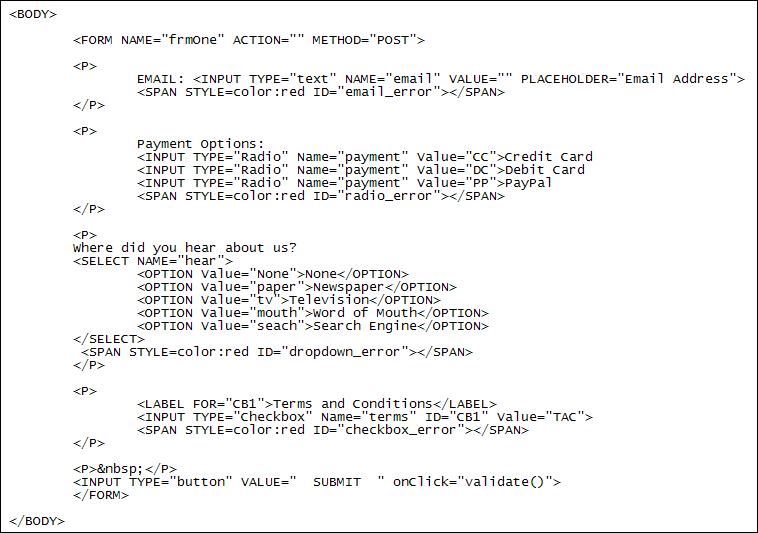 <BODY>
<FORM NAME="frmOne" ACTION="" METHOD="POST">
<P>
EMAIL: <INPUT TYPE="text" NAME="email" VALUE="" PLACEHOLDER="Email Address">
<SPAN STYLE=color:red ID="email_error"></SPAN>
</P>
<P>
Payment Options:
<INPUT TYPE="Radio" Name="payment" Value="CC">Credit Card
<INPUT TYPE="Radio" Name="payment" Value="DC">Debit Card
<INPUT TYPE="Radio" Name="payment" Value="PP">PayPal
<SPAN STYLE=color:red ID="radio_error"></SPAN>
</P>
<P>
Where did you hear about us?
<SELECT NAME="hear">
<OPTION Value="None">None</OPTION>
<OPTION Value="paper">Newspaper</OPTION>
<OPTION Value="tv">Television</OPTION>
<OPTION Value="mouth">Word of Mouth</OPTION>
<OPTION Value="seach">Search Engine</OPTION>
</SELECT>
<SPAN STYLE=color:red ID="dropdown_error"></SPAN>
</P>
<P>
<LABEL FOR="CB1">Terms and Conditions</LABEL>
<INPUT TYPE="Checkbox" Name="terms" ID="CB1" Value="TAC">
<SPAN STYLE=color:red ID="checkbox_error"></SPAN>
</P>
<P>&nbsp;</P>
<INPUT TYPE="button" VALUE="  SUBMIT  " onClick="validate()">
</FORM>
</BODY>